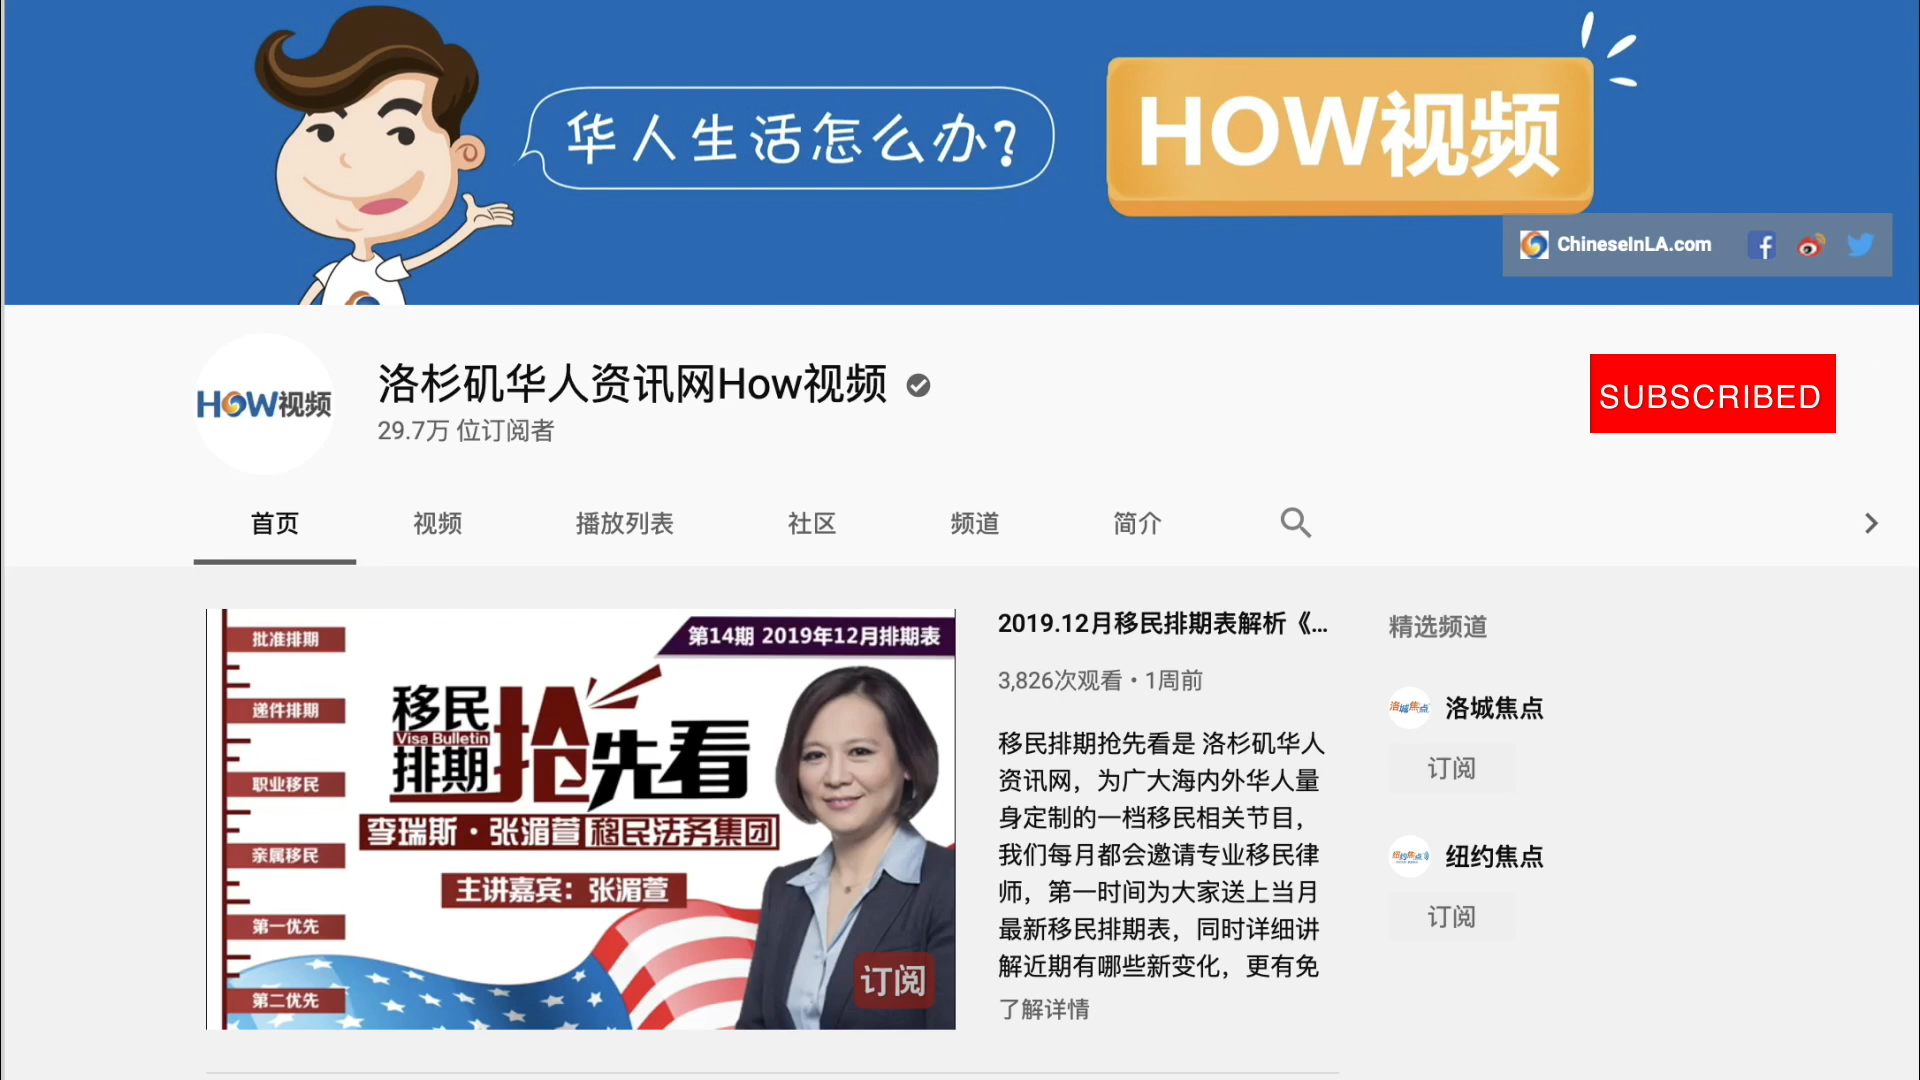 华人生活怎么办?
HOW视频
ChineseInLA.com
HOW视频
洛杉矶华人资讯网How视频
29.7万 位订阅者
SUBSCRIBED
首页
视频
播放列表
社区
频道
简介
批准排期
递件排期
职业移民
亲属移民
第一优先
第二优先
第14期 2019年12月排期表
移民
Visa Bulletin
排期
抢先看
李瑞斯·张湄萱 移民法务集团
主讲嘉宾：张湄萱
订阅
2019.12月移民排期表解析《...
3,826次观看•1周前
移民排期抢先看是 洛杉矶华人
资讯网，为广大海内外华人量
身定制的一档移民相关节目，
我们每月都会邀请专业移民律
师，第一时间为大家送上当月
最新移民排期表，同时详细讲
解近期有哪些新变化，更有免
了解详情
精选频道
洛城焦点
洛城焦点
订阅
纽约焦点
纽约焦点
订阅